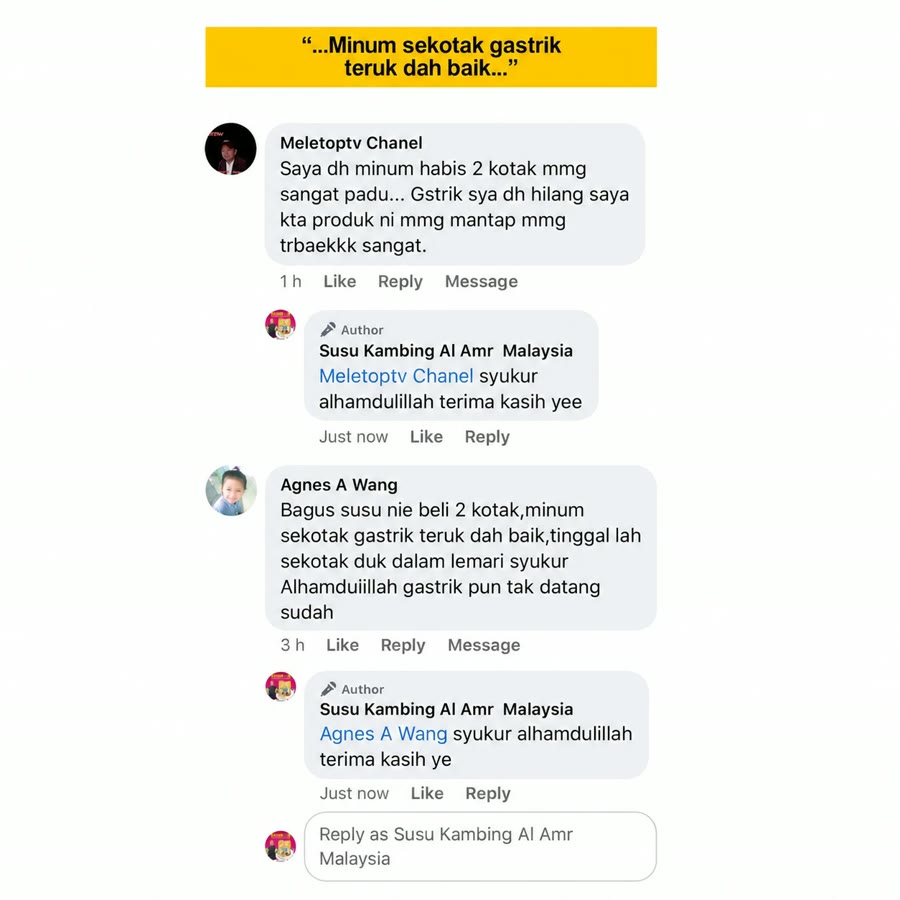 “...Minum sekotak gastrik
teruk dah baik...”
Meletoptv Chanel
Saya dh minum habis 2 kotak mmg
sangat padu... Gstrik sya dh hilang saya
kta produk ni mmg mantap mmg
trbaekkk sangat.
1 h Like Reply Message
Author
Susu Kambing Al Amr Malaysia
Meletoptv Chanel syukur
alhamdulillah terima kasih yee
Just now Like Reply
Agnes A Wang
Bagus susu nie beli 2 kotak,minum
sekotak gastrik teruk dah baik,tinggal lah
sekotak duk dalam lemari syukur
Alhamduiillah gastrik pun tak datang
sudah
3 h Like Reply Message
Author
Susu Kambing Al Amr Malaysia
Agnes A Wang syukur alhamdulillah
terima kasih ye
Just now Like Reply
Reply as Susu Kambing Al Amr
Malaysia